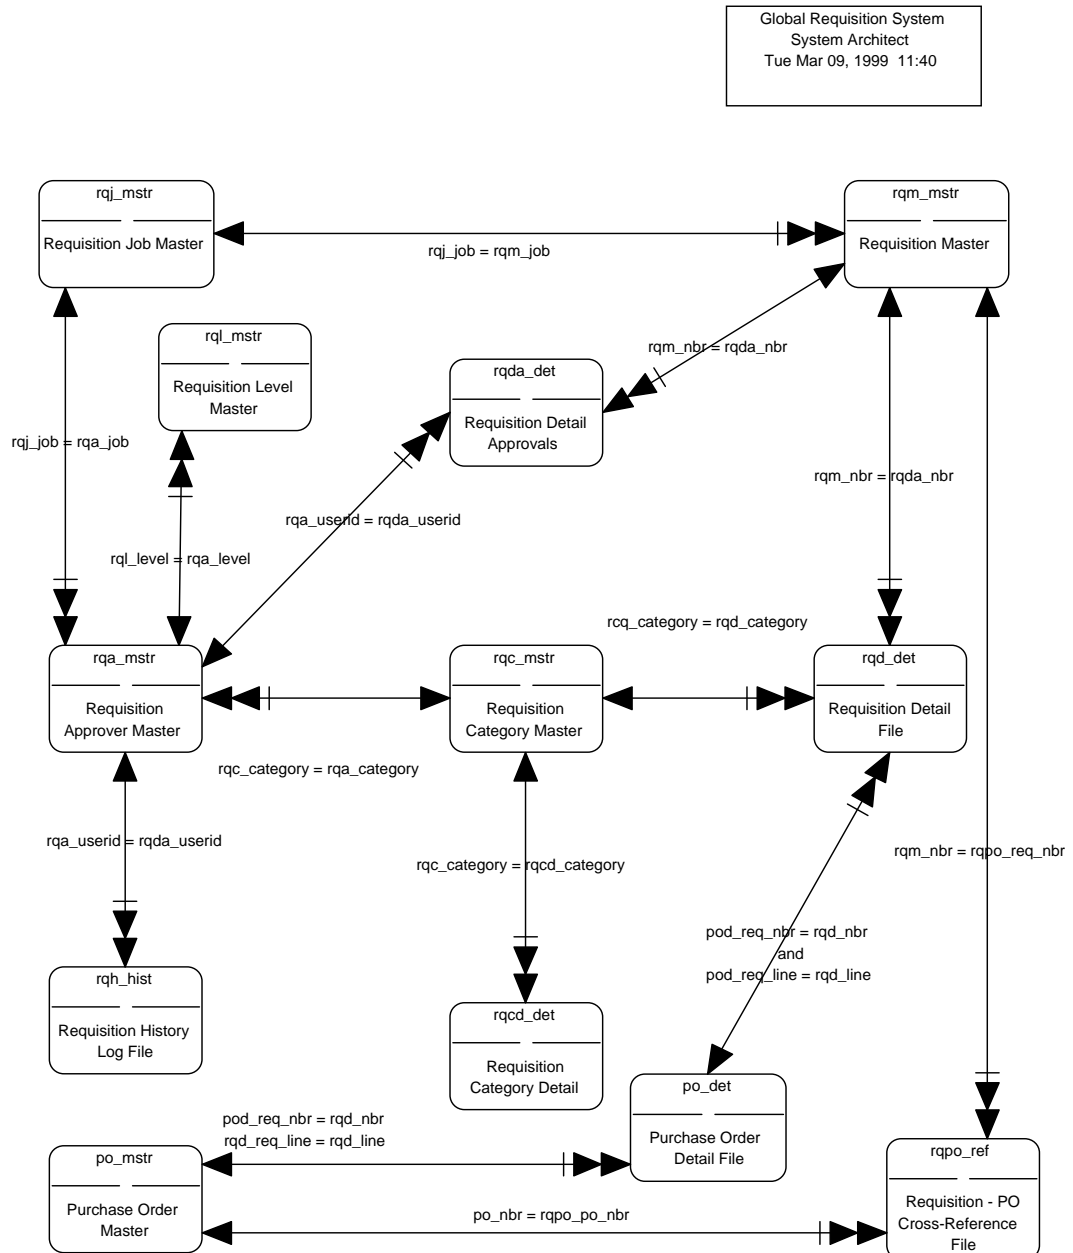 Global Requisition System
System Architect
Tue Mar 09, 1999  11:40
rqj_mstr
Requisition Job Master
rqm_mstr
Requisition Master
rqj_job = rqm_job
rql_mstr
Requisition Level
Master
rqm_nbr = rqda_nbr
rqda_det
Requisition Detail
Approvals
rqj_job = rqa_job
rqm_nbr = rqda_nbr
rqa_userid = rqda_userid
rql_level = rqa_level
rcq_category = rqd_category
rqa_mstr
Requisition
Approver Master
rqc_mstr
Requisition
Category Master
rqd_det
Requisition Detail
File
rqc_category = rqa_category
rqa_userid = rqda_userid
rqc_category = rqcd_category
rqm_nbr = rqpo_req_nbr
pod_req_nbr = rqd_nbr
and
pod_req_line = rqd_line
rqh_hist
Requisition History
Log File
rqcd_det
Requisition
Category Detail
po_det
Purchase Order
Detail File
pod_req_nbr = rqd_nbr
rqd_req_line = rqd_line
po_mstr
Purchase Order
Master
rqpo_ref
Requisition - PO
Cross-Reference
File
po_nbr = rqpo_po_nbr